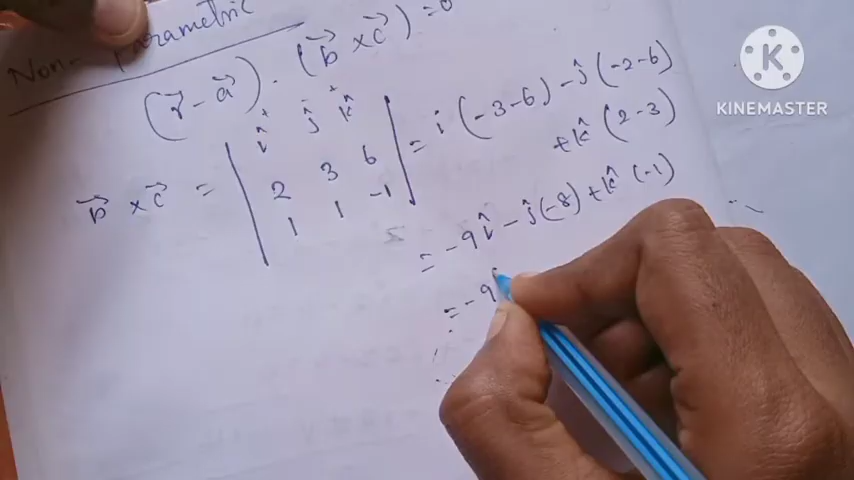 Non-Parametric
(r⃗ - a⃗) . (b⃗ × c⃗) = 0
b⃗ × c⃗ = | î ĵ k̂ | = i(-3-6) - ĵ(-2-6)
| 2 3 6 | + k̂(2-3)
| 1 1 -1 |
= -9î - ĵ(-8) + k̂(-1)
= -9
K
KINEMASTER